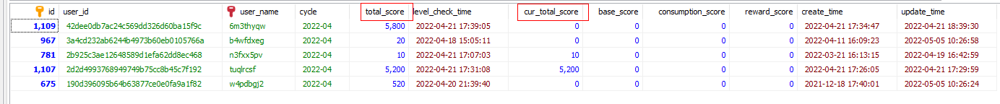 id user_id user_name cycle total_score level_check_time cur_total_score base_score consumption_score reward_score create_time update_time
1,109 42dee0db7ac24c569dd326d60ba15f9c 6m3thyqw 2022-04 5,800 2022-04-21 17:39:05 0 0 0 0 2022-04-21 17:34:47 2022-04-21 18:39:30
967 3a4cd232ab6244b4973b60eb0105766a b4wfdxeg 2022-04 20 2022-04-18 15:05:11 0 0 0 0 2022-04-11 16:09:23 2022-05-05 10:26:58
781 2b925c3ae12648589d1efa62dd8ec468 n3fxx5pv 2022-04 10 2022-04-21 17:07:03 10 0 0 0 2022-03-21 16:13:15 2022-04-19 16:42:59
1,107 2d2d4993768949749b75cc8b45c7f192 tuqlrcsf 2022-04 5,200 2022-04-21 17:31:08 5,200 0 0 0 2022-04-21 17:26:05 2022-04-21 17:29:59
675 190d396095b64b63877ce0e0fa9a1f82 w4pdbgj2 2022-04 520 2022-04-20 21:39:40 0 0 0 0 2021-12-18 17:40:01 2022-05-05 10:26:24